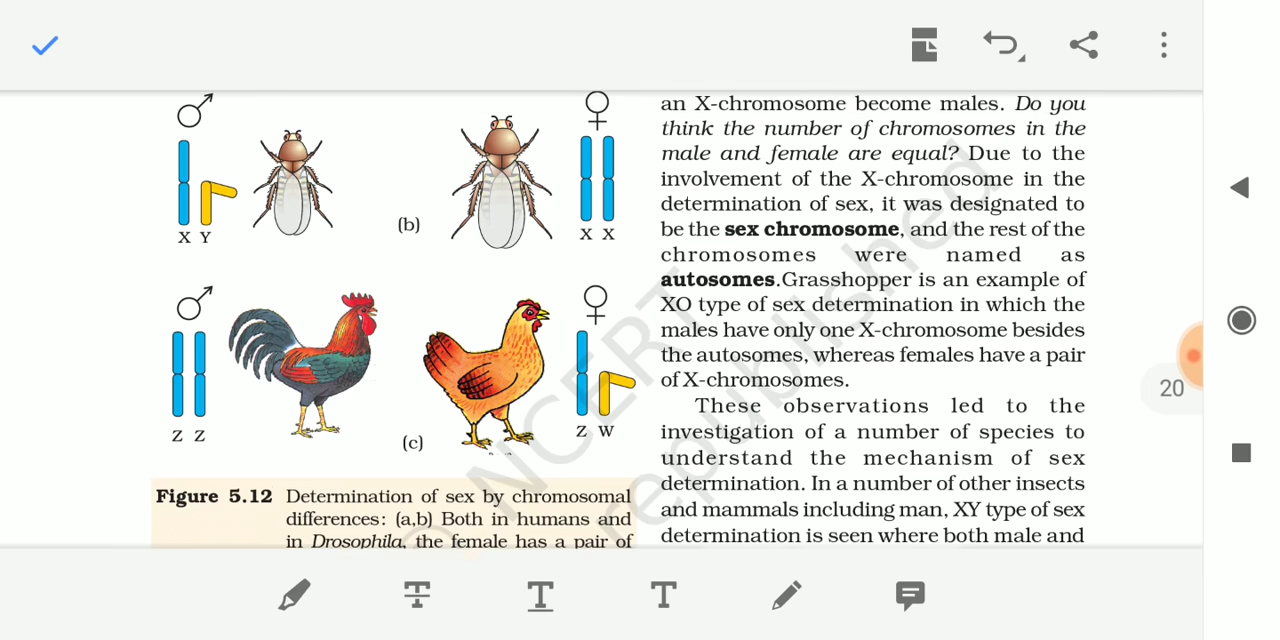 X Y
(b)
X X
Z Z
(c)
Z W
Figure 5.12 Determination of sex by chromosomal
differences: (a,b) Both in humans and
in Drosophila, the female has a pair of
an X-chromosome become males. Do you
think the number of chromosomes in the
male and female are equal? Due to the
involvement of the X-chromosome in the
determination of sex, it was designated to
be the sex chromosome, and the rest of the
chromosomes were named as
autosomes.Grasshopper is an example of
XO type of sex determination in which the
males have only one X-chromosome besides
the autosomes, whereas females have a pair
of X-chromosomes.
These observations led to the
investigation of a number of species to
understand the mechanism of sex
determination. In a number of other insects
and mammals including man, XY type of sex
determination is seen where both male and
© NCERT
republished
20
T
T
T